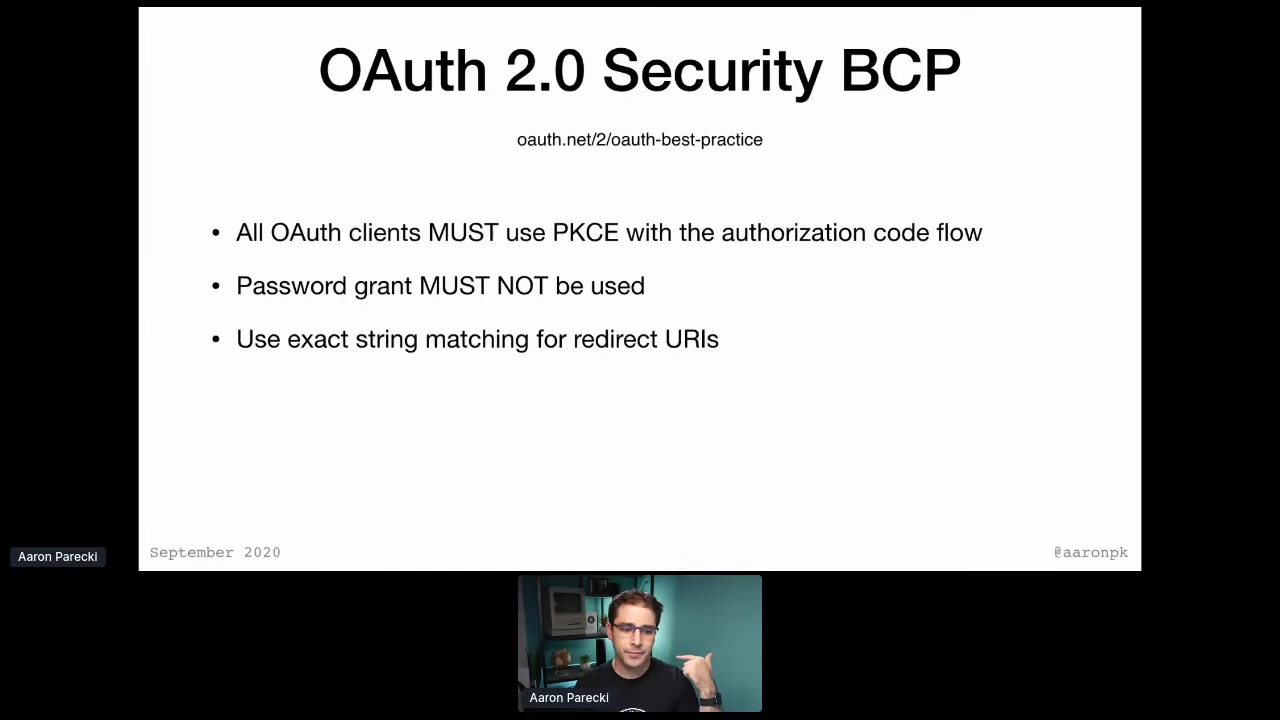 OAuth 2.0 Security BCP
oauth.net/2/oauth-best-practice
• All OAuth clients MUST use PKCE with the authorization code flow
• Password grant MUST NOT be used
• Use exact string matching for redirect URIs
September 2020
@aaronpk
Aaron Parecki
Aaron Parecki